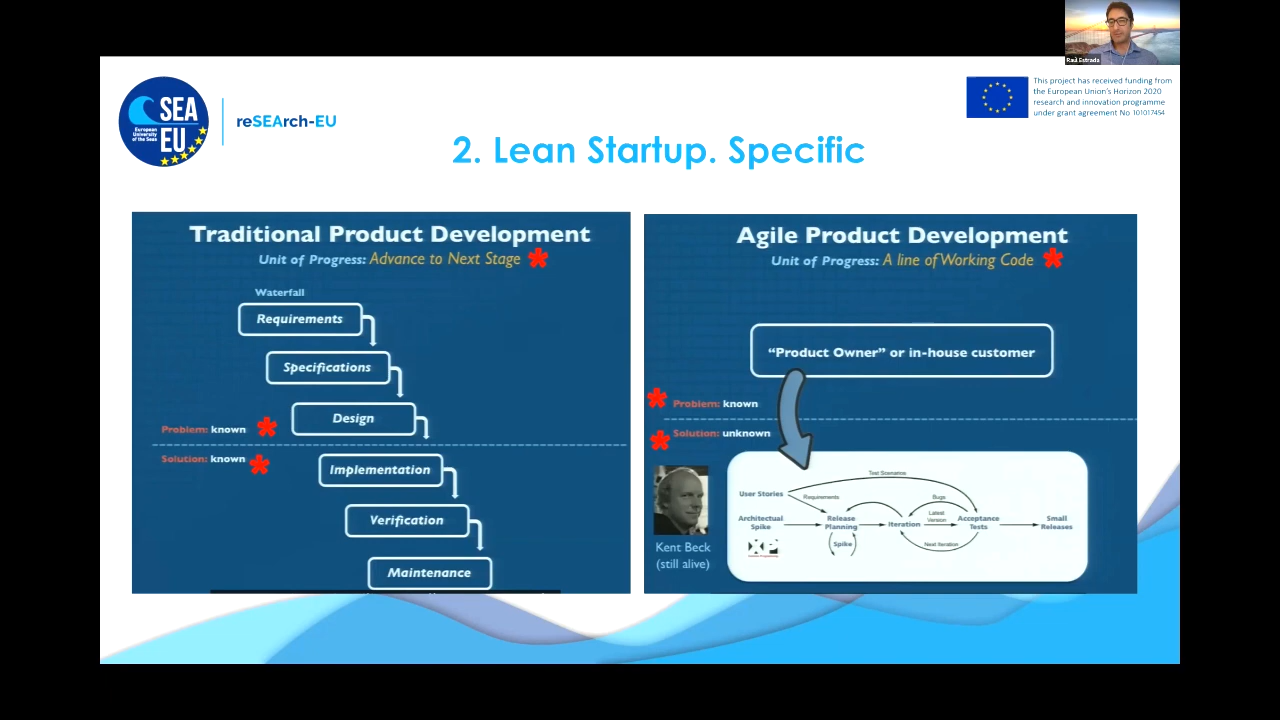 Raúl Estrada
SEA
European
University
of the Seas
EU
reSEArch-EU
This project has received funding from
the European Union's Horizon 2020
research and innovation programme
under grant agreement No 101017454
2. Lean Startup. Specific
Traditional Product Development
Unit of Progress: Advance to Next Stage
Waterfall
Requirements
Specifications
Design
Problem: known
Solution: known
Implementation
Verification
Maintenance
Agile Product Development
Unit of Progress: A line of Working Code
"Product Owner" or in-house customer
Problem: known
Solution: unknown
Kent Beck
(still alive)
Test Scenarios
User Stories
Requirements
Bugs
Architectual
Spike
Release
Planning
Iteration
Latest
Version
Acceptance
Tests
Small
Releases
Spike
Next Iteration